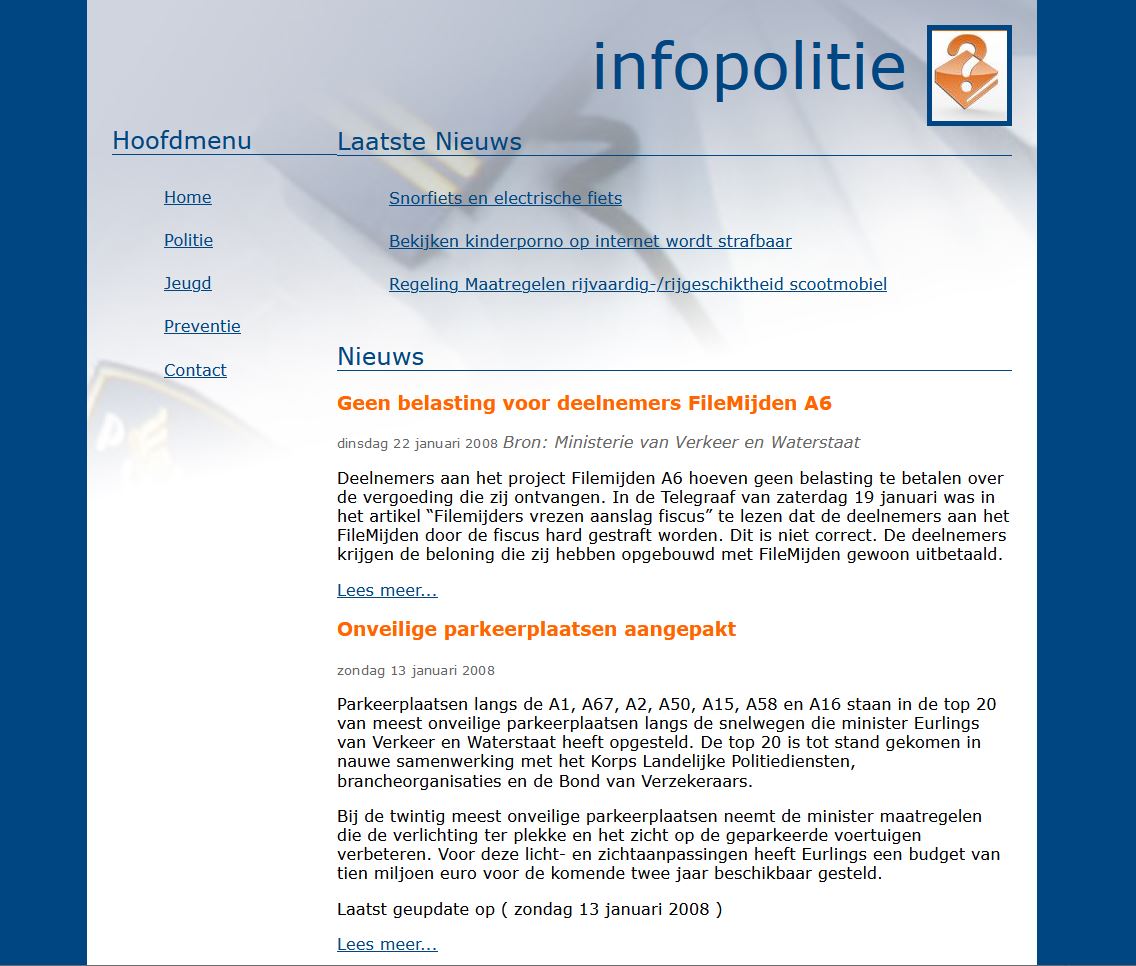 infopolitie
Hoofdmenu
Home
Politie
Jeugd
Preventie
Contact
Laatste Nieuws
Snorfiets en electrische fiets
Bekijken kinderporno op internet wordt strafbaar
Regeling Maatregelen rijvaardig-/rijgeschiktheid scootmobiel
Nieuws
Geen belasting voor deelnemers FileMijden A6
dinsdag 22 januari 2008 Bron: Ministerie van Verkeer en Waterstaat
Deelnemers aan het project Filemijden A6 hoeven geen belasting te betalen over
de vergoeding die zij ontvangen. In de Telegraaf van zaterdag 19 januari was in
het artikel “Filemijders vrezen aanslag fiscus” te lezen dat de deelnemers aan het
FileMijden door de fiscus hard gestraft worden. Dit is niet correct. De deelnemers
krijgen de beloning die zij hebben opgebouwd met FileMijden gewoon uitbetaald.
Lees meer...
Onveilige parkeerplaatsen aangepakt
zondag 13 januari 2008
Parkeerplaatsen langs de A1, A67, A2, A50, A15, A58 en A16 staan in de top 20
van meest onveilige parkeerplaatsen langs de snelwegen die minister Eurlings
van Verkeer en Waterstaat heeft opgesteld. De top 20 is tot stand gekomen in
nauwe samenwerking met het Korps Landelijke Politiediensten,
brancheorganisaties en de Bond van Verzekeraars.
Bij de twintig meest onveilige parkeerplaatsen neemt de minister maatregelen
die de verlichting ter plekke en het zicht op de geparkeerde voertuigen
verbeteren. Voor deze licht- en zichtaanpassingen heeft Eurlings een budget van
tien miljoen euro voor de komende twee jaar beschikbaar gesteld.
Laatst geupdate op ( zondag 13 januari 2008 )
Lees meer...